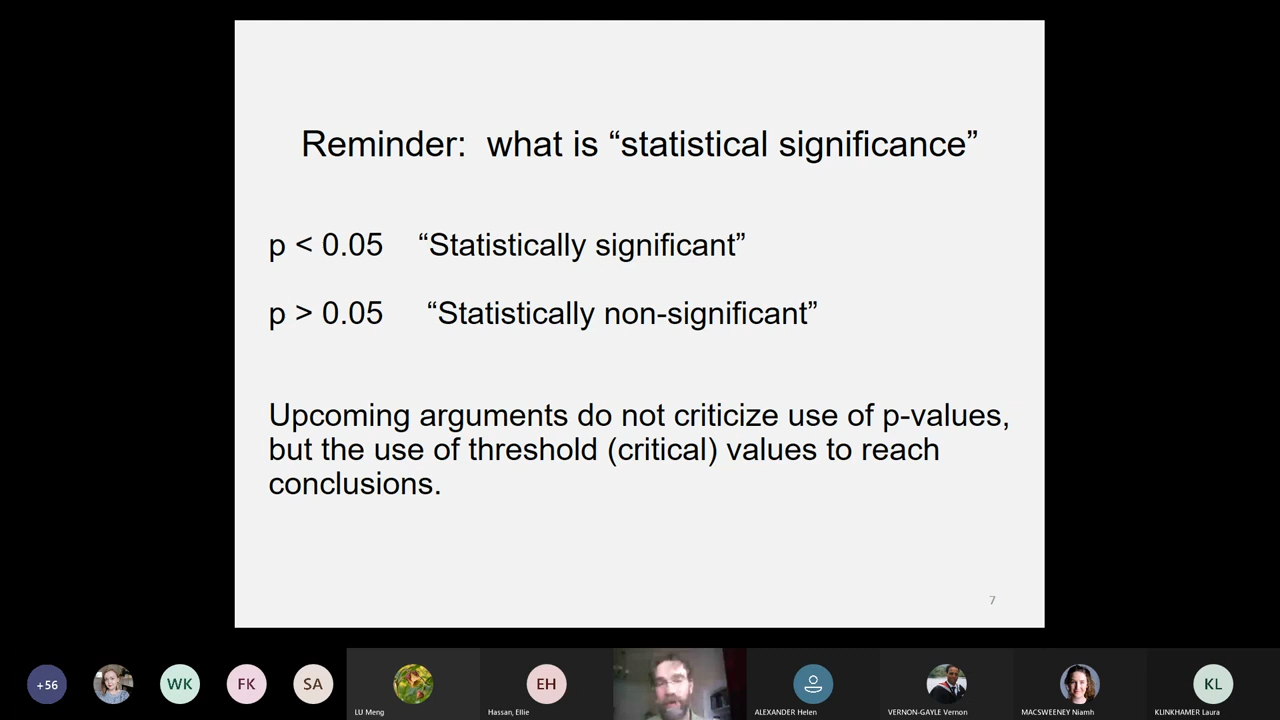 Reminder:  what is “statistical significance”
p < 0.05 “Statistically significant”
p > 0.05 “Statistically non-significant”
Upcoming arguments do not criticize use of p-values,
but the use of threshold (critical) values to reach
conclusions.
7
+56 WK FK SA EH KL
LU Meng Hassan, Ellie ALEXANDER Helen VERNON-GAYLE Vernon MACSWEENEY Niamh KLINKHAMER Laura